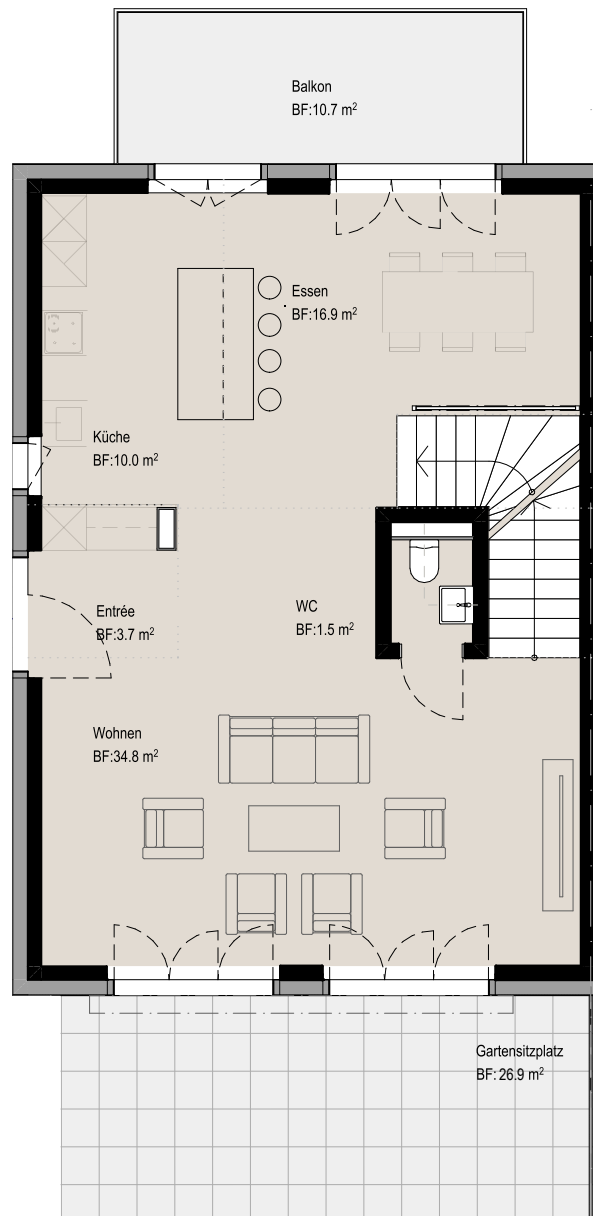 Balkon
BF:10.7 m²
Essen
BF:16.9 m²
Küche
BF:10.0 m²
Entrée
BF:3.7 m²
WC
BF:1.5 m²
Wohnen
BF:34.8 m²
Gartensitzplatz
BF: 26.9 m²